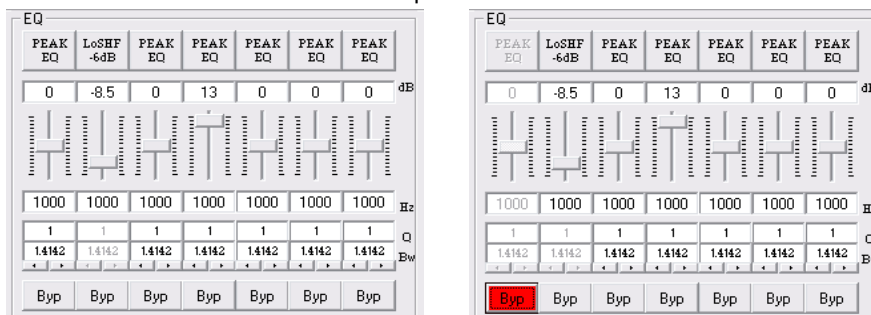 EQ
PEAK EQ LoSHF -6dB PEAK EQ PEAK EQ PEAK EQ PEAK EQ PEAK EQ
0 -8.5 0 13 0 0 0 dB
1000 1000 1000 1000 1000 1000 1000 Hz
1 1 1 1 1 1 1 Q
1.4142 1.4142 1.4142 1.4142 1.4142 1.4142 1.4142 Bw
Byp Byp Byp Byp Byp Byp Byp
EQ
PEAK EQ LoSHF -6dB PEAK EQ PEAK EQ PEAK EQ PEAK EQ PEAK EQ
0 -8.5 0 13 0 0 0
1000 1000 1000 1000 1000 1000 1000
1 1 1 1 1 1 1
1.4142 1.4142 1.4142 1.4142 1.4142 1.4142 1.4142
Byp Byp Byp Byp Byp Byp Byp